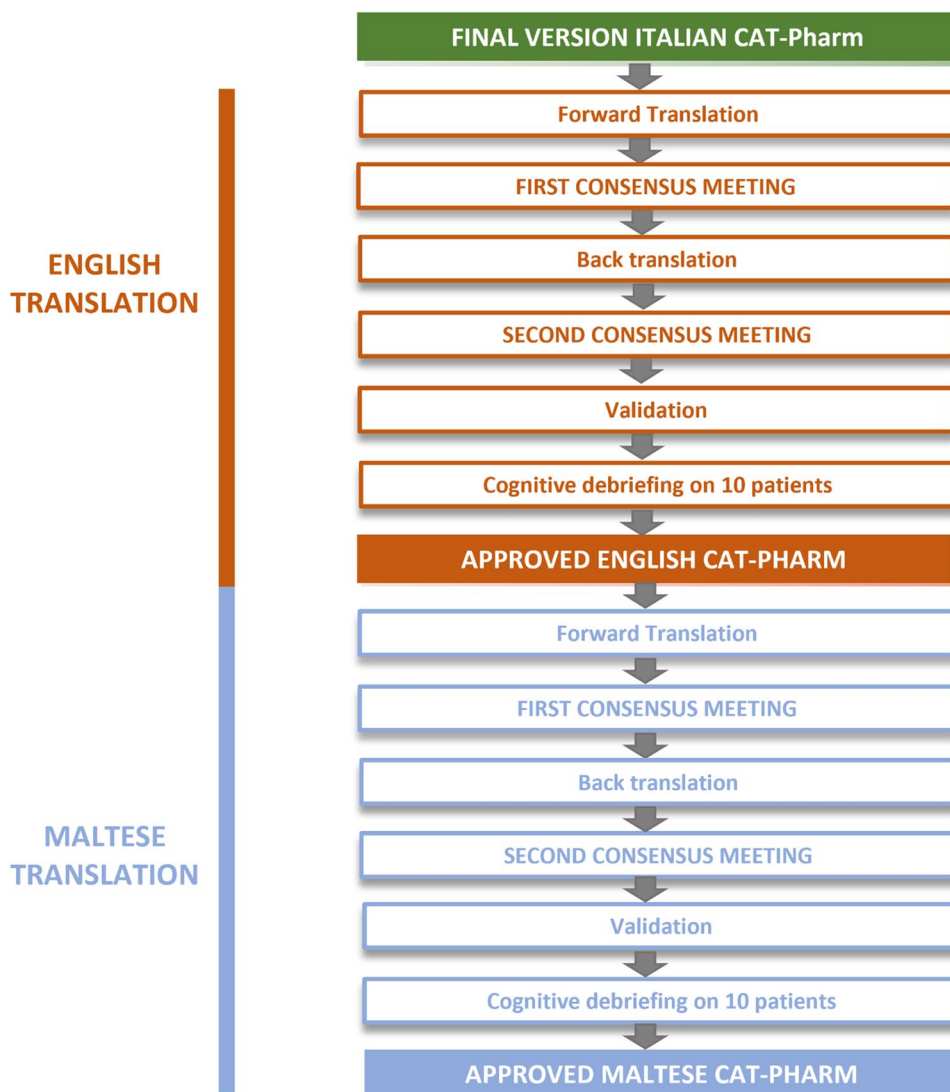 FINAL VERSION ITALIAN CAT-Pharm
Forward Translation
FIRST CONSENSUS MEETING
Back translation
ENGLISH
TRANSLATION
SECOND CONSENSUS MEETING
Validation
Cognitive debriefing on 10 patients
APPROVED ENGLISH CAT-PHARM
Forward Translation
FIRST CONSENSUS MEETING
Back translation
MALTESE
TRANSLATION
SECOND CONSENSUS MEETING
Validation
Cognitive debriefing on 10 patients
APPROVED MALTESE CAT-PHARM